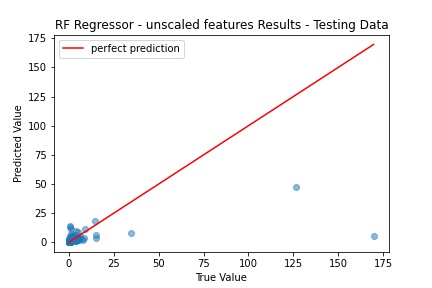 RF Regressor - unscaled features Results - Testing Data
175
150
125
100
75
50
25
0
perfect prediction
Predicted Value
0 25 50 75 100 125 150 175
True Value